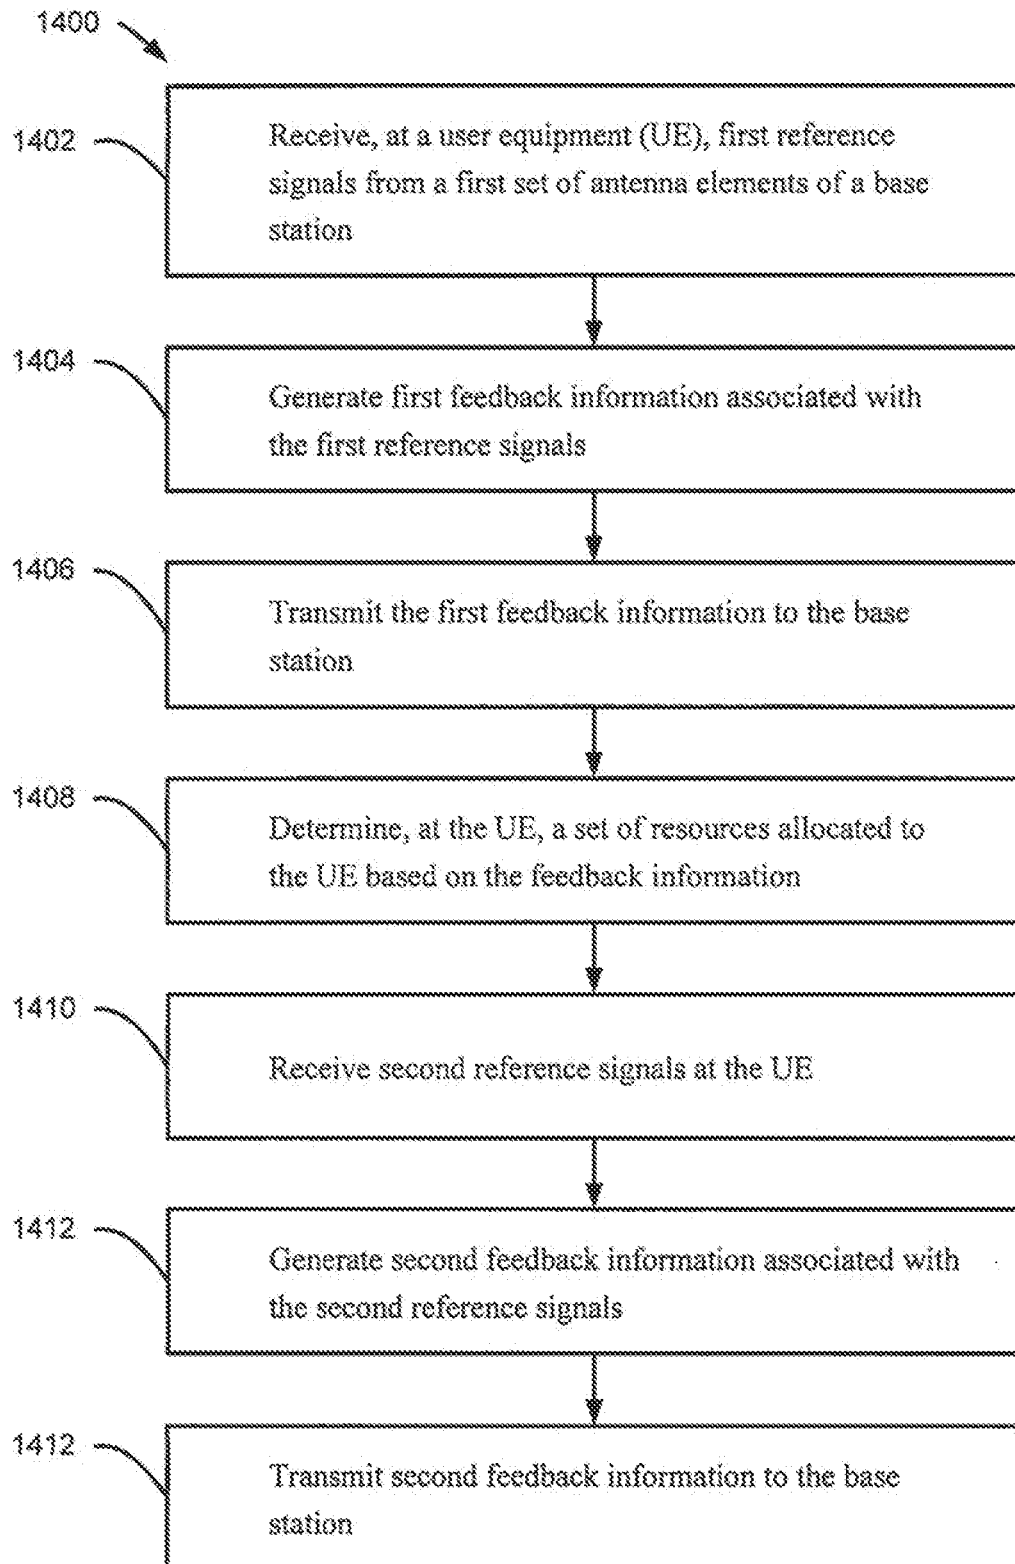 1400
1402
Receive, at a user equipment (UE), first reference
signals from a first set of antenna elements of a base
station
1404
Generate first feedback information associated with
the first reference signals
1406
Transmit the first feedback information to the base
station
1408
Determine, at the UE, a set of resources allocated to
the UE based on the feedback information
1410
Receive second reference signals at the UE
1412
Generate second feedback information associated with
the second reference signals
1412
Transmit second feedback information to the base
station